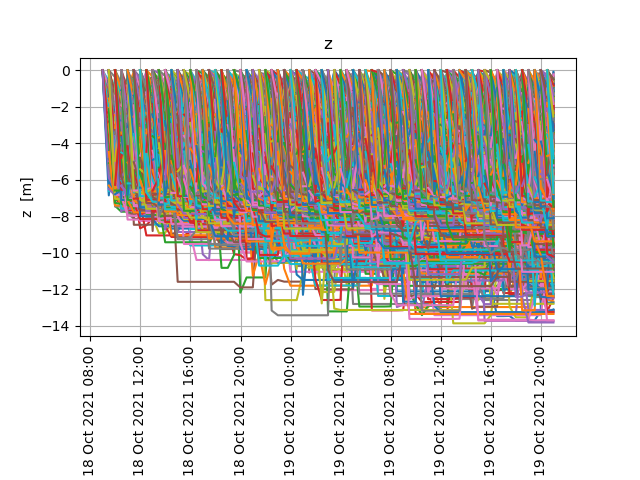 z
0
−2
−4
−6
−8
−10
−12
−14
z [m]
18 Oct 2021 08:00
18 Oct 2021 12:00
18 Oct 2021 16:00
18 Oct 2021 20:00
19 Oct 2021 00:00
19 Oct 2021 04:00
19 Oct 2021 08:00
19 Oct 2021 12:00
19 Oct 2021 16:00
19 Oct 2021 20:00